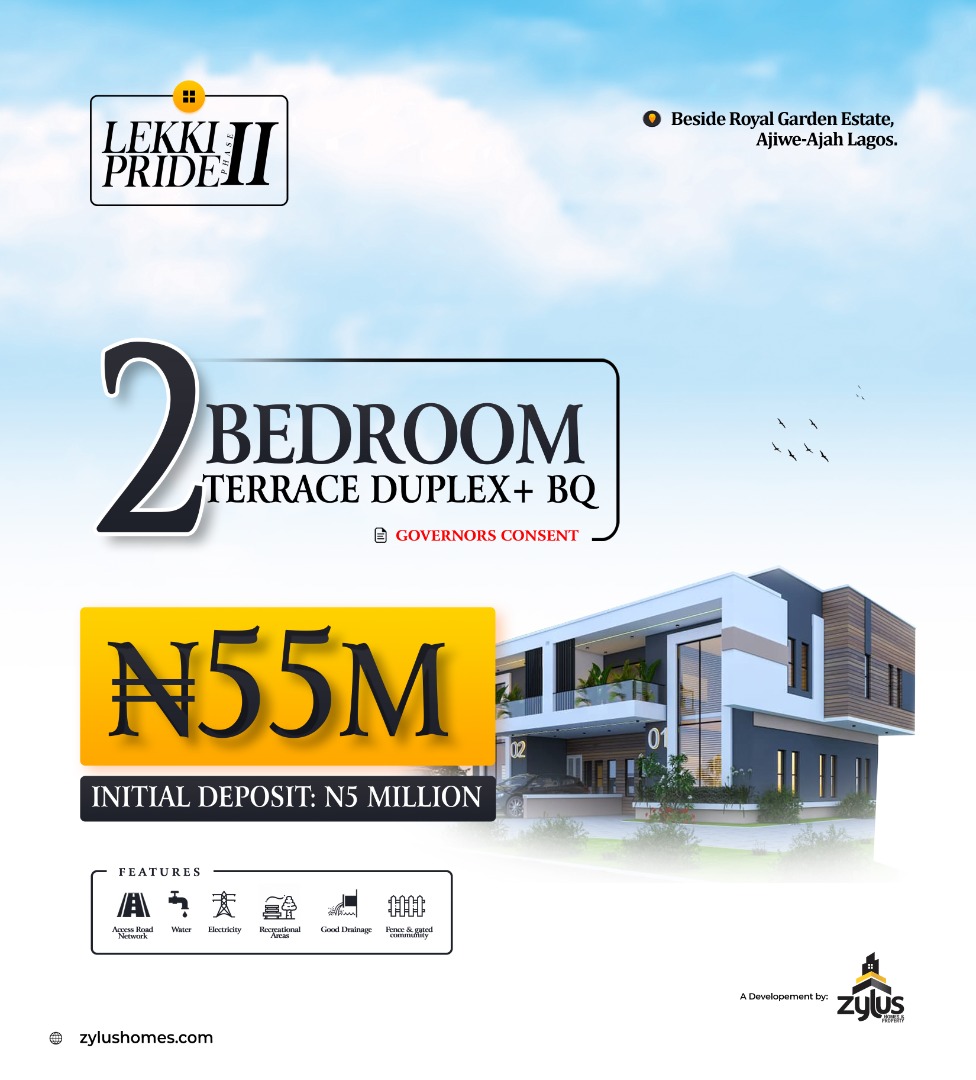 LEKKI
PRIDE
PHASE
II
Beside Royal Garden Estate,
Ajiwe-Ajah Lagos.
2 BEDROOM
TERRACE DUPLEX+ BQ
GOVERNORS CONSENT
₦55M
INITIAL DEPOSIT: N5 MILLION
02
01
FEATURES
Access Road
Network
Water
Electricity
Recreational
Areas
Good Drainage
Fence & gated
community
A Developement by:
zylus
HOMES &
PROPERTY
zylushomes.com